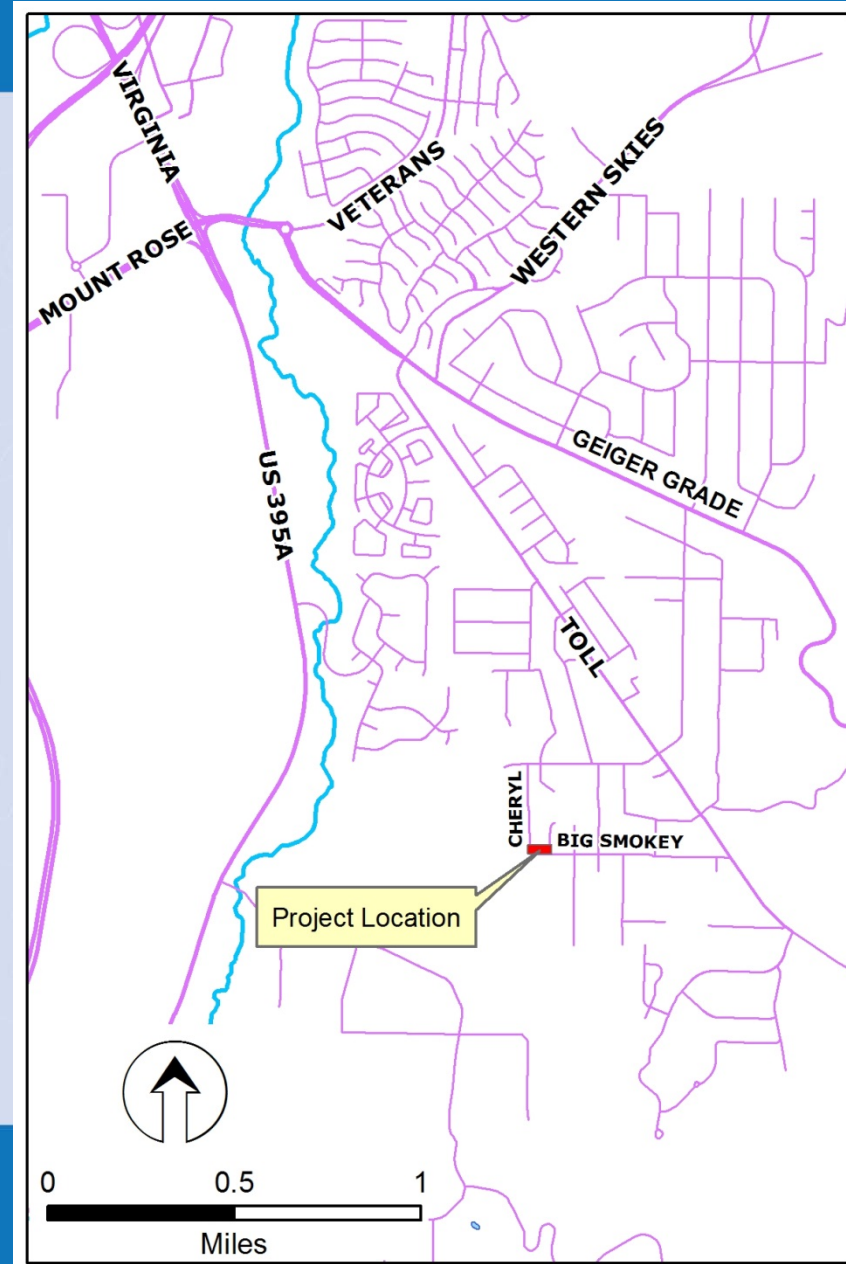 VIRGINIA
VETERANS
WESTERN SKIES
MOUNT ROSE
GEIGER GRADE
US 395A
TOLL
CHERYL
BIG SMOKEY
Project Location
0 0.5 1
Miles